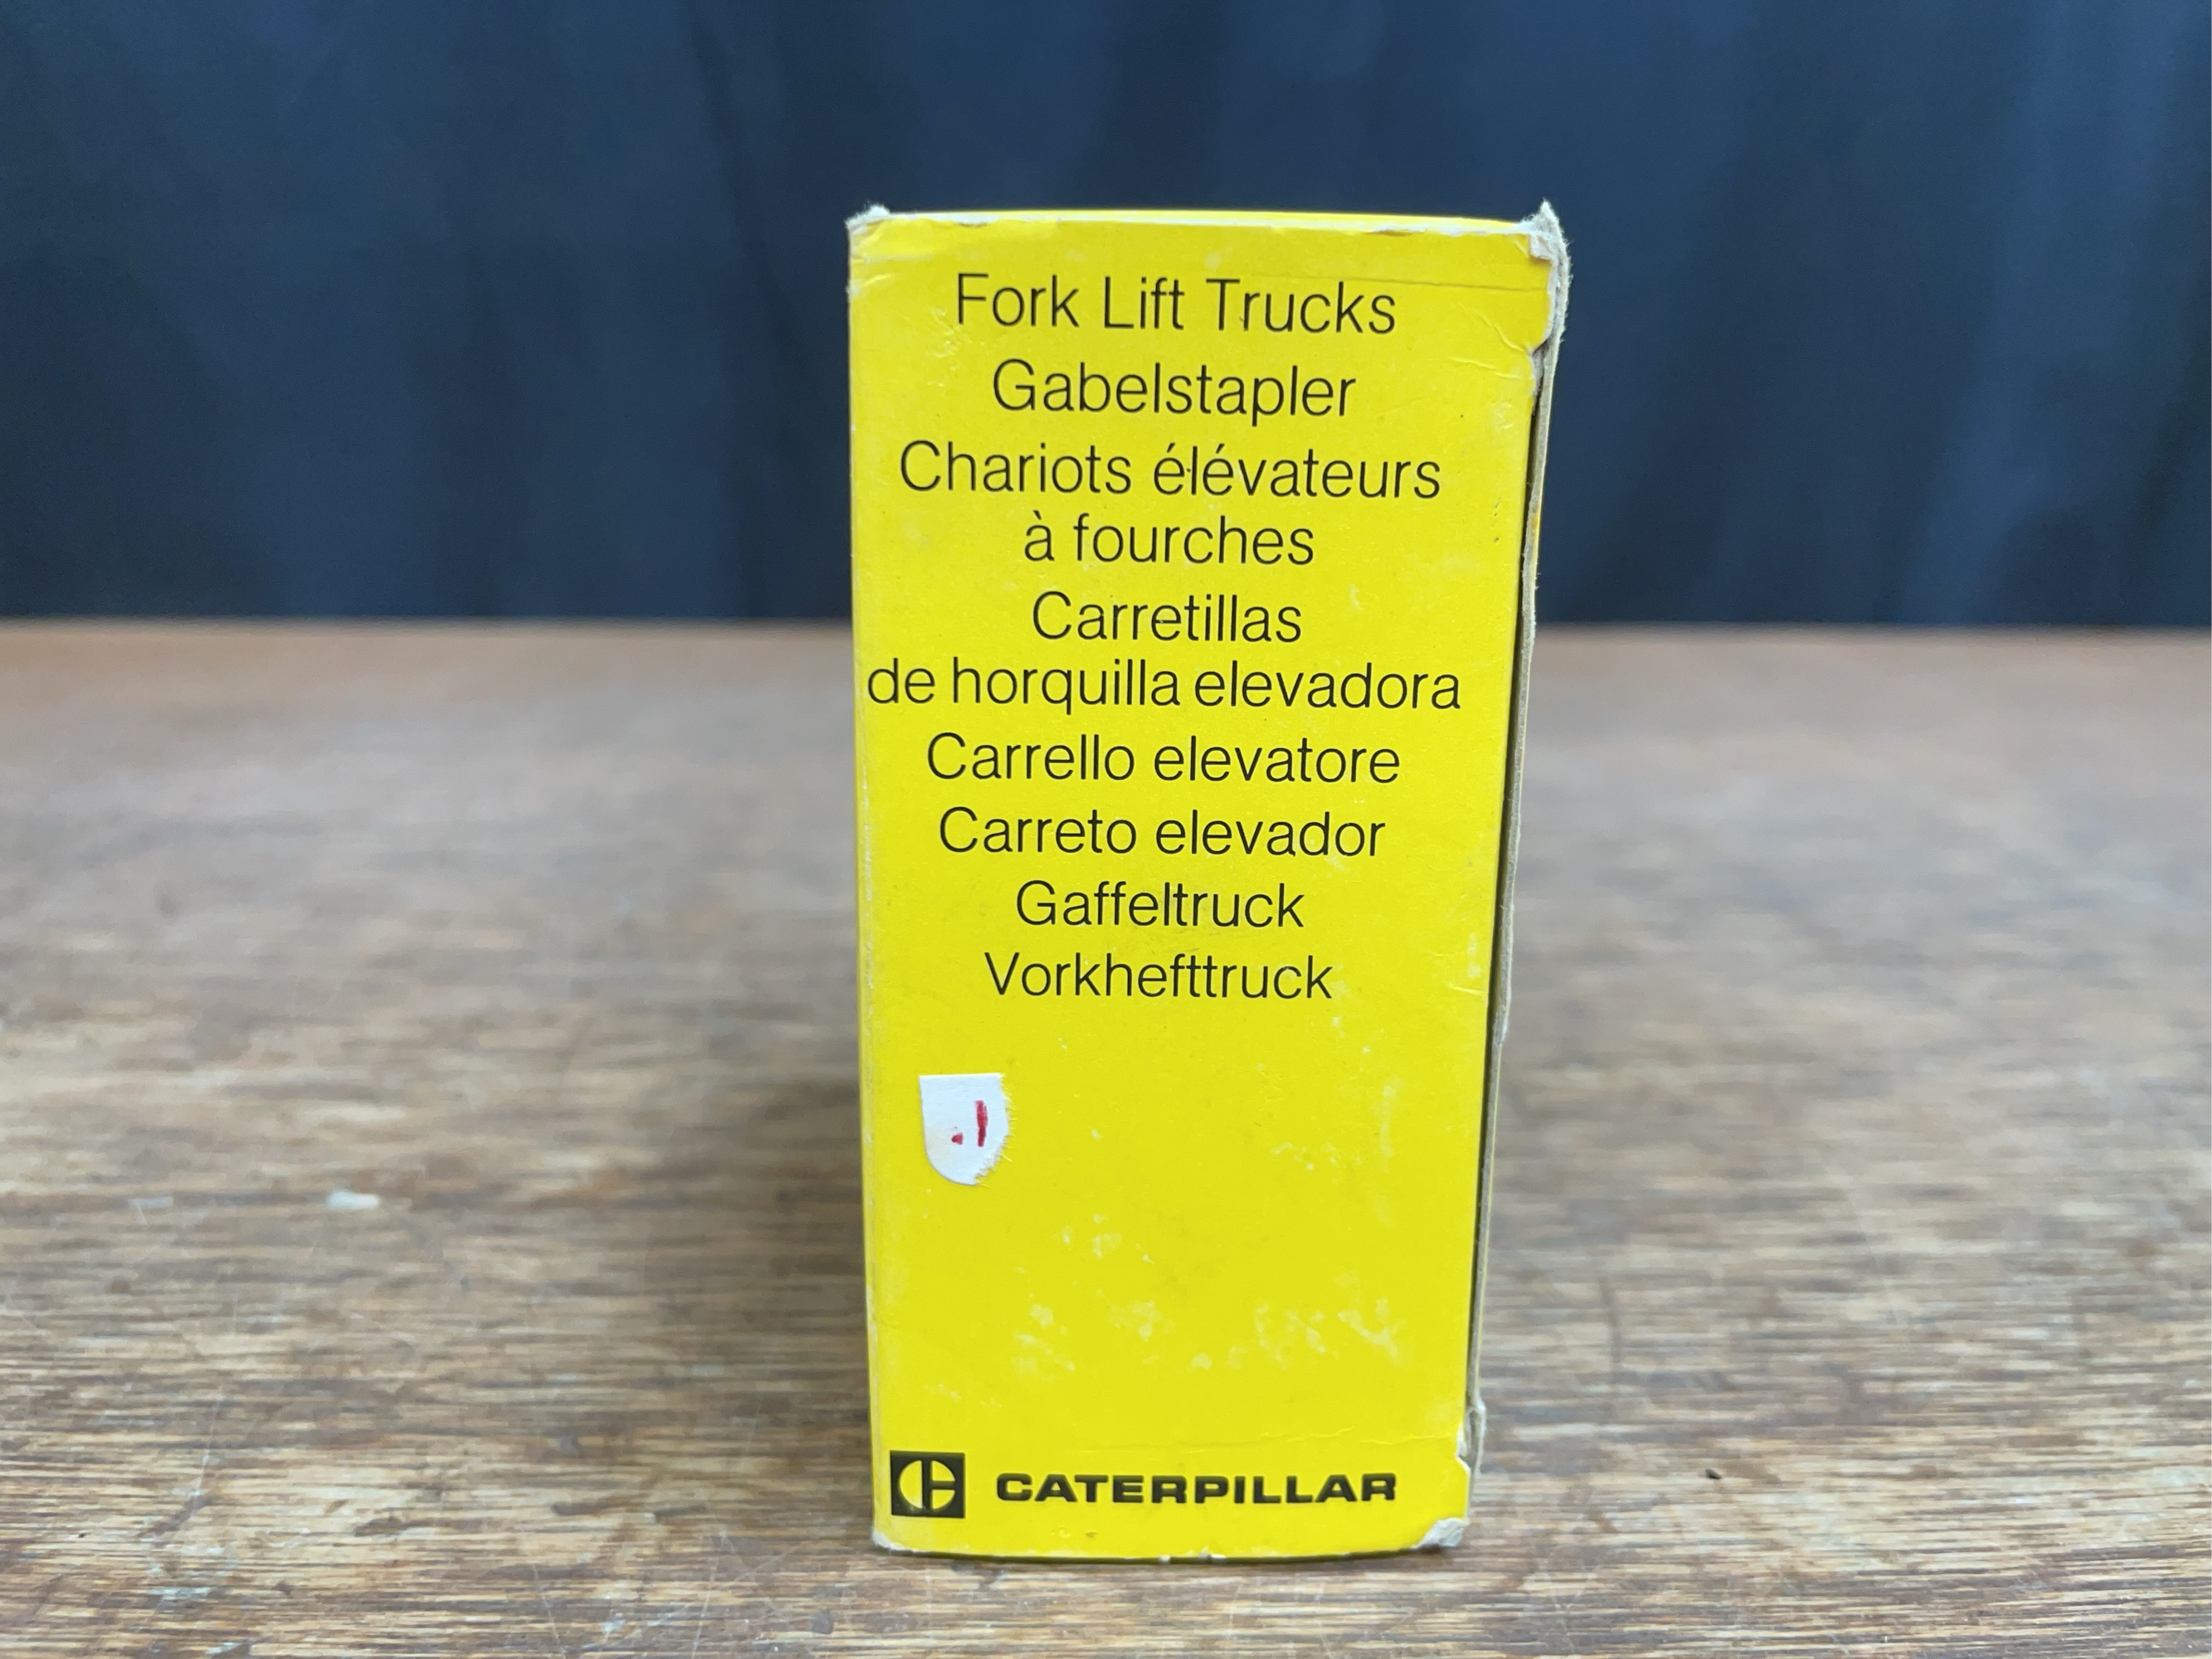 Fork Lift Trucks
Gabelstapler
Chariots élévateurs
à fourches
Carretillas
de horquilla elevadora
Carrello elevatore
Carreto elevador
Gaffeltruck
Vorkhefttruck
CATERPILLAR